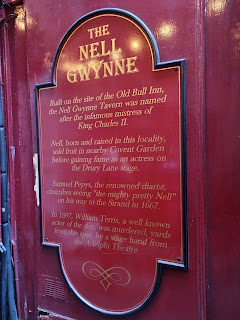 THE
NELL
GWYNNE
Built on the site of the Old Bull Inn,
the Nell Gwynne Tavern was named
after the infamous mistress of
King Charles II.
Nell, born and raised in this locality,
sold fruit in nearby Covent Garden
before gaining fame as an actress on
the Drury Lane stage.
Samuel Pepys, the renowned diarist,
describes seeing "the mighty pretty Nell"
on his way to the Strand in 1667.
In 1897, William Terris, a well known
actor of the day, was murdered, yards
from this spot, by a stage hand from
the Adelphi Theatre